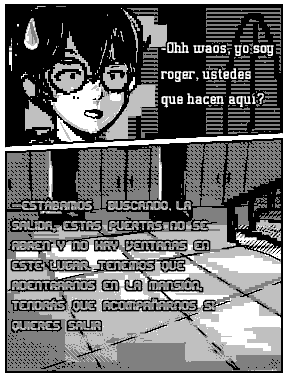 -Ohh waos, yo soy
roger, ustedes
que hacen aqui?
-ESTABAMOS BUSCANDO LA
SALIDA, ESTAS PUERTAS NO SE
ABREN Y NO HAY VENTANAS EN
ESTE LUGAR, TENEMOS QUE
ADENTRARNOS EN LA MANSIÓN,
TENDRÁS QUE ACOMPAÑARNOS SI
QUIERES SALIR